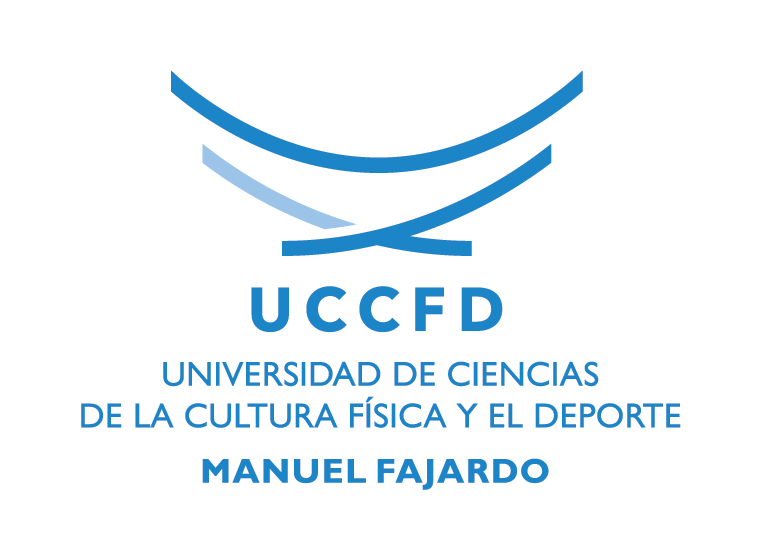 UCCFD
UNIVERSIDAD DE CIENCIAS
DE LA CULTURA FÍSICA Y EL DEPORTE
MANUEL FAJARDO